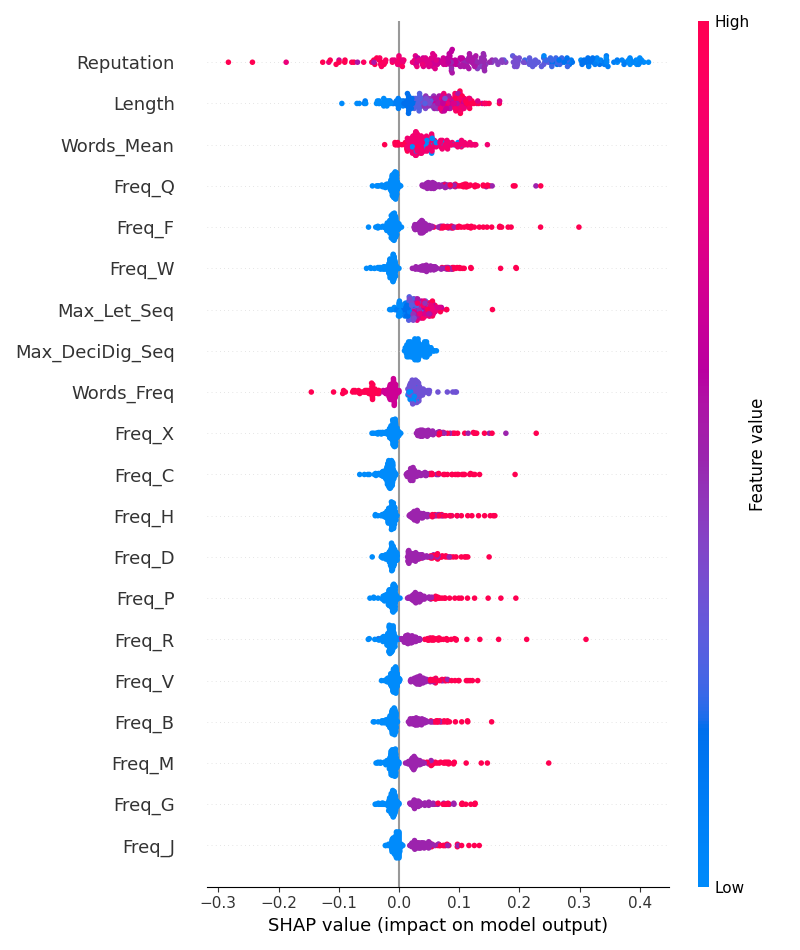 High
Reputation
Length
Words_Mean
Freq_Q
Freq_F
Freq_W
Max_Let_Seq
Max_DeciDig_Seq
Words_Freq
Freq_X
Freq_C
Freq_H
Freq_D
Freq_P
Freq_R
Freq_V
Freq_B
Freq_M
Freq_G
Freq_J
Feature value
Low
−0.3 −0.2 −0.1 0.0 0.1 0.2 0.3 0.4
SHAP value (impact on model output)